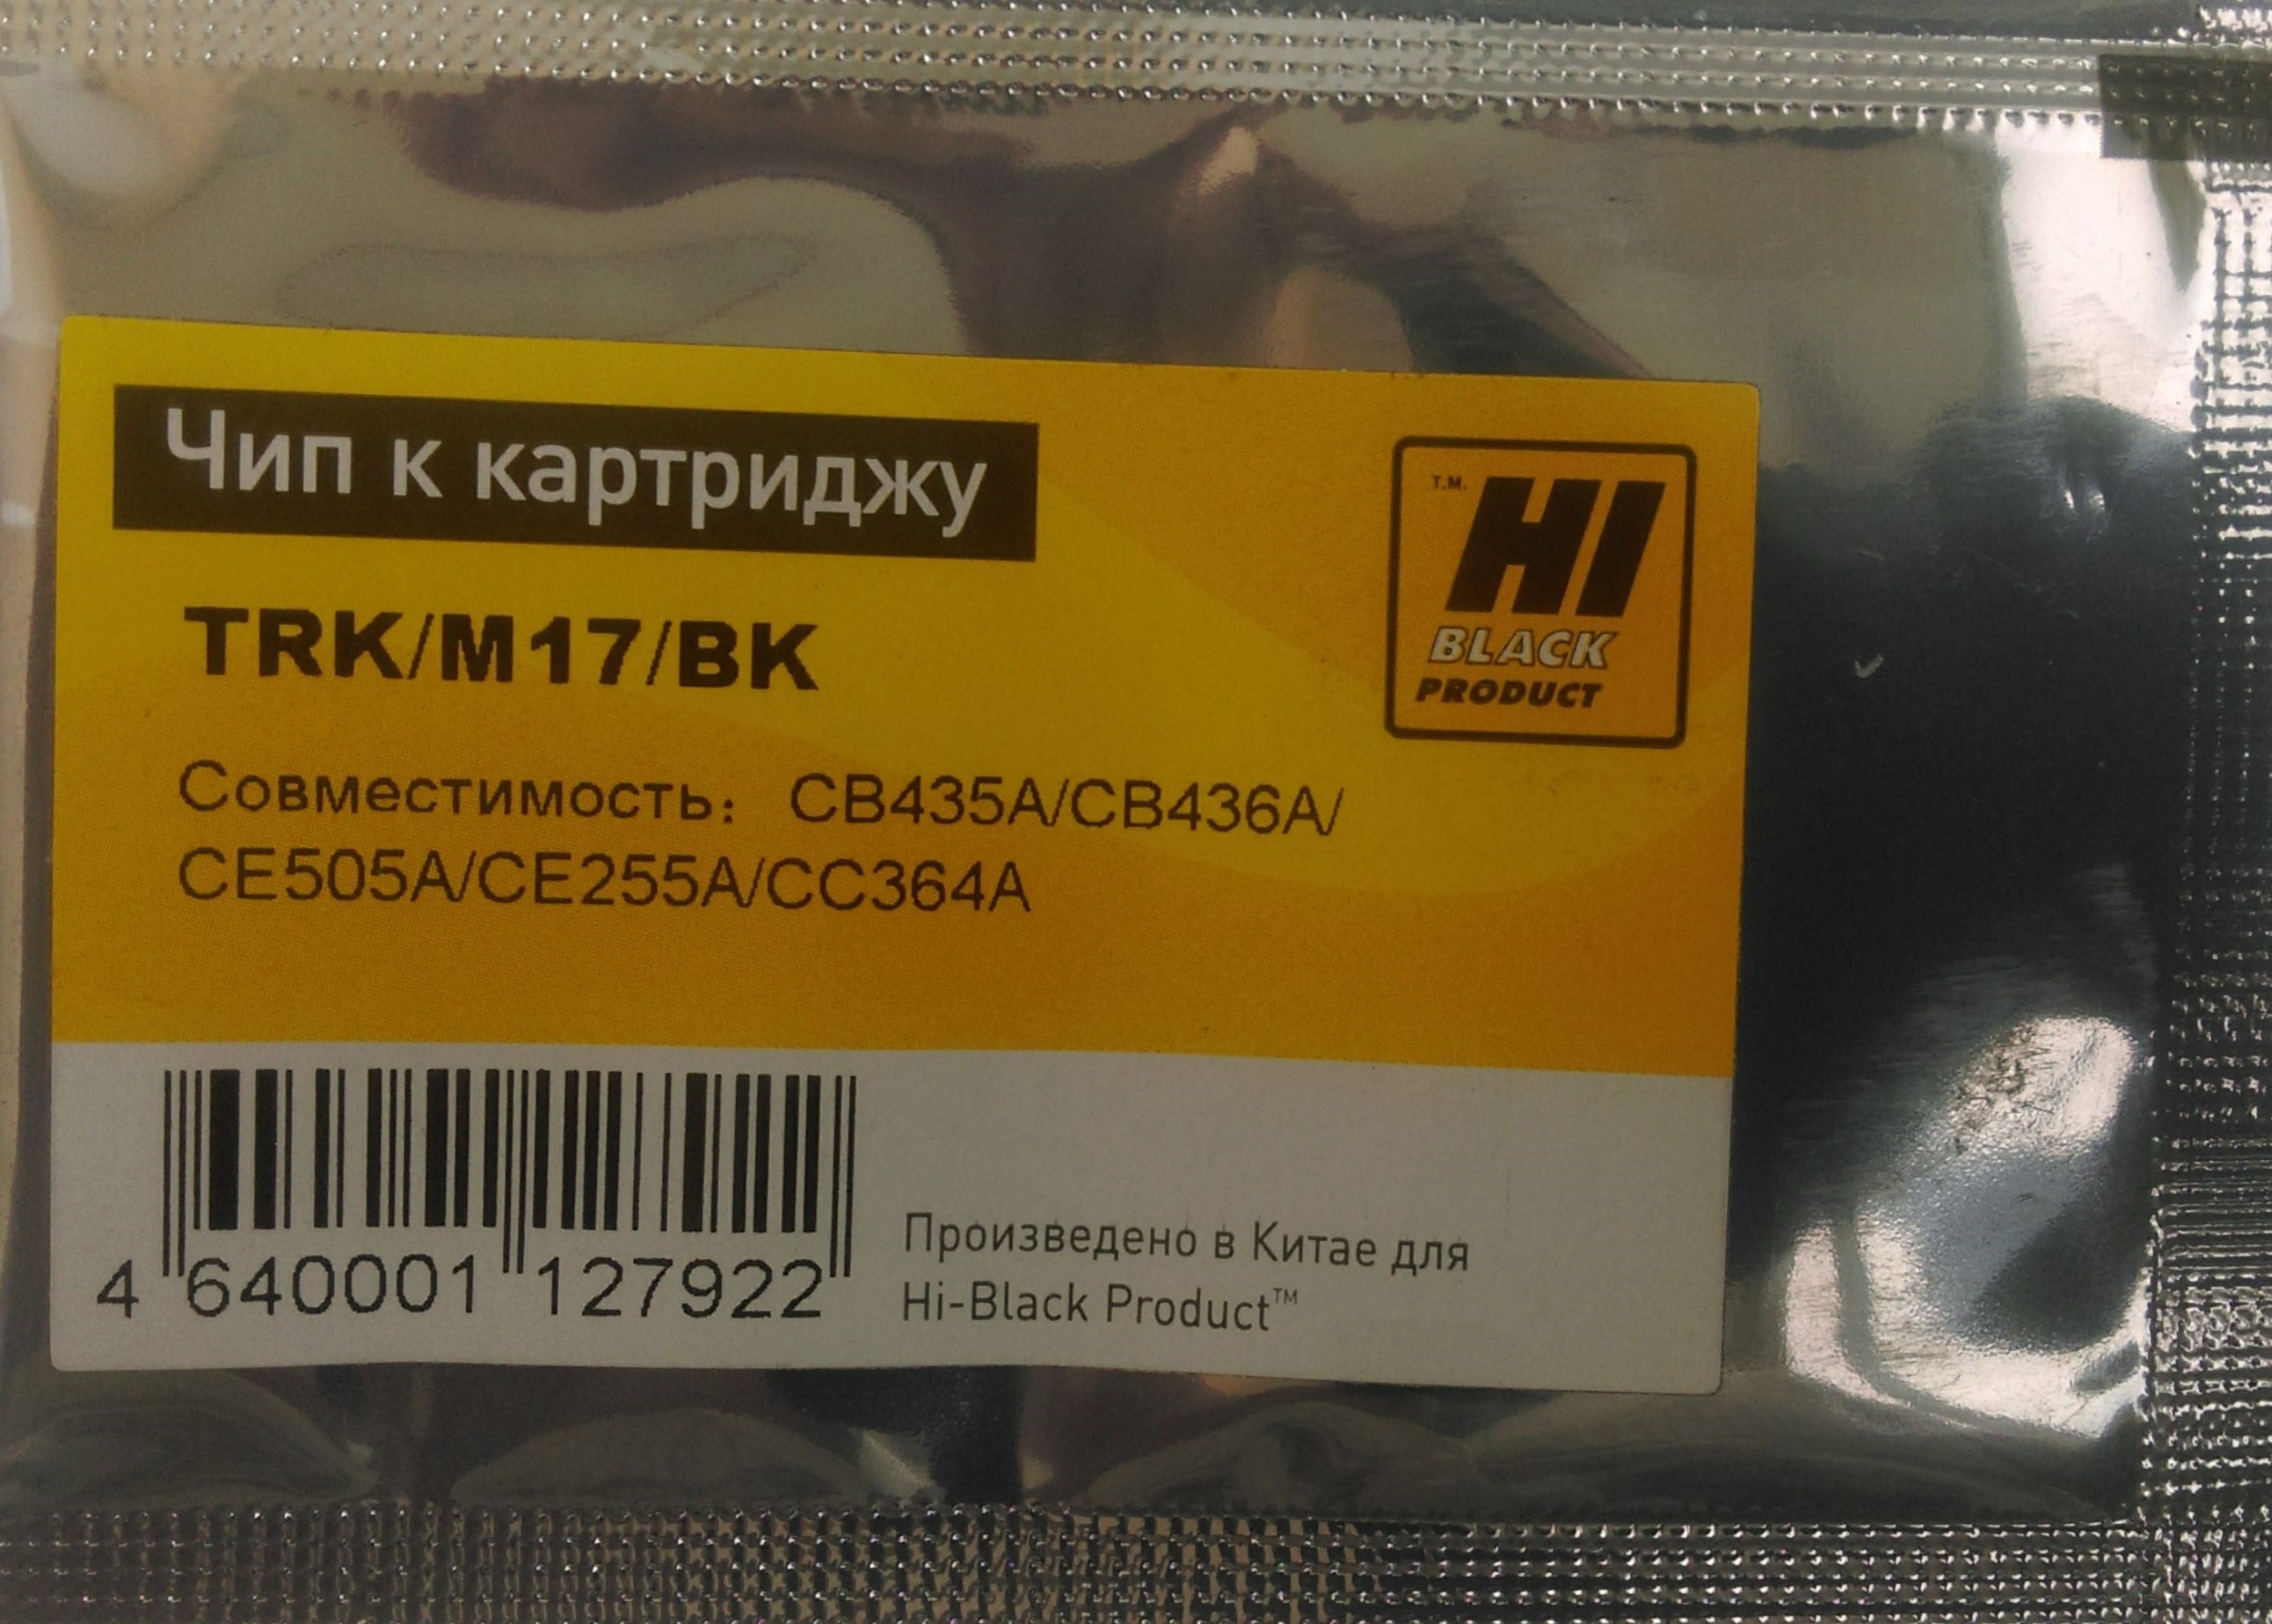 Чип к картриджу
T.M.
HI
BLACK
PRODUCT
TRK/M17/BK
Совместимость: CB435A/CB436A/
CE505A/CE255A/CC364A
4 640001 127922
Произведено в Китае для
Hi-Black Product™